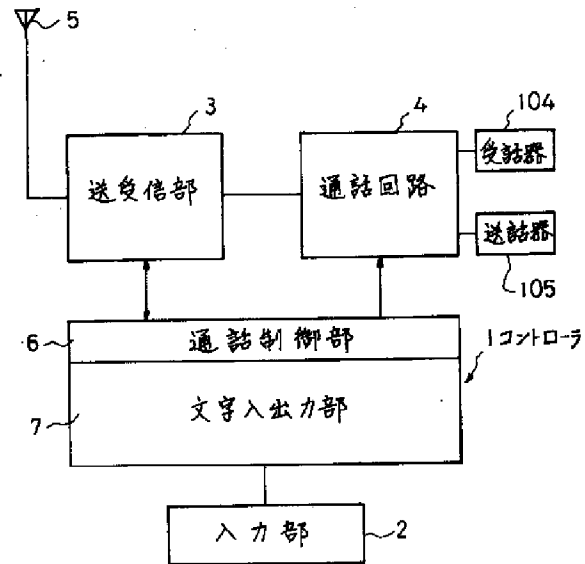 5
3
4
104
送受信部
通話回路
受話器
送話器
105
6
通話制御部
1コントローラ
7
文字入出力部
入力部
2